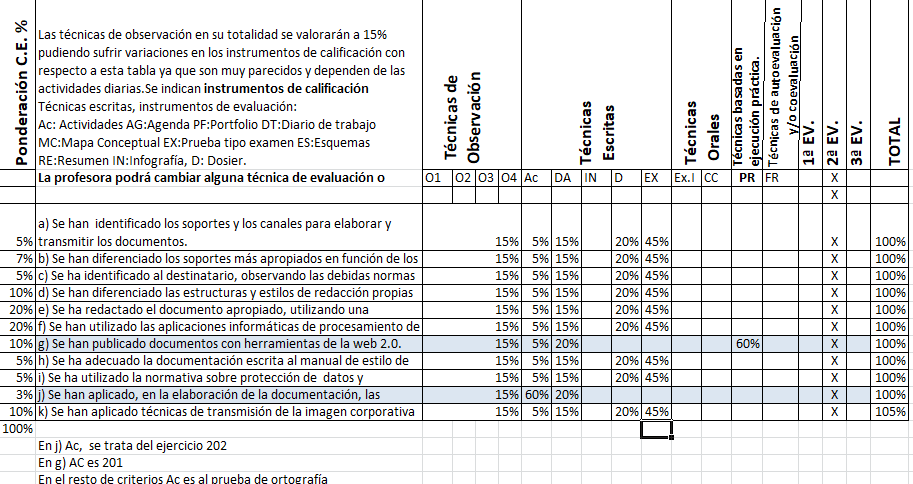 Ponderación C.E. %
Las técnicas de observación en su totalidad se valorarán a 15%
pudiendo sufrir variaciones en los instrumentos de calificación con
respecto a esta tabla ya que son muy parecidos y dependen de las
actividades diarias.Se indican instrumentos de calificación
Técnicas escritas, instrumentos de evaluación:
Ac: Actividades AG:Agenda PF:Portfolio DT:Diario de trabajo
MC:Mapa Conceptual EX:Prueba tipo examen ES:Esquemas
RE:Resumen IN:Infografía, D: Dosier.
Técnicas de
Observación
Técnicas
Escritas
Técnicas
Orales
Técnicas basadas en
ejecución práctica.
Técnicas de autoevaluación
y/o coevaluación
1ª EV.
2ª EV.
3ª EV.
TOTAL
La profesora podrá cambiar alguna técnica de evaluación o O1 O2 O3 O4 Ac DA IN D EX Ex.I CC PR FR X
X
a) Se han identificado los soportes y los canales para elaborar y
5% transmitir los documentos. 15% 5% 15% 20% 45% X 100%
7% b) Se han diferenciado los soportes más apropiados en función de los 15% 5% 15% 20% 45% X 100%
5% c) Se ha identificado al destinatario, observando las debidas normas 15% 5% 15% 20% 45% X 100%
10% d) Se han diferenciado las estructuras y estilos de redacción propias 15% 5% 15% 20% 45% X 100%
20% e) Se ha redactado el documento apropiado, utilizando una 15% 5% 15% 20% 45% X 100%
20% f) Se han utilizado las aplicaciones informáticas de procesamiento de 15% 5% 15% 20% 45% X 100%
10% g) Se han publicado documentos con herramientas de la web 2.0. 15% 5% 20% 60% X 100%
5% h) Se ha adecuado la documentación escrita al manual de estilo de 15% 5% 15% 20% 45% X 100%
5% i) Se ha utilizado la normativa sobre protección de datos y 15% 5% 15% 20% 45% X 100%
3% j) Se han aplicado, en la elaboración de la documentación, las 15% 60% 20% X 100%
10% k) Se han aplicado técnicas de transmisión de la imagen corporativa 15% 5% 15% 20% 45% X 105%
100%
En j) Ac, se trata del ejercicio 202
En g) AC es 201
En el resto de criterios Ac es al prueba de ortografía